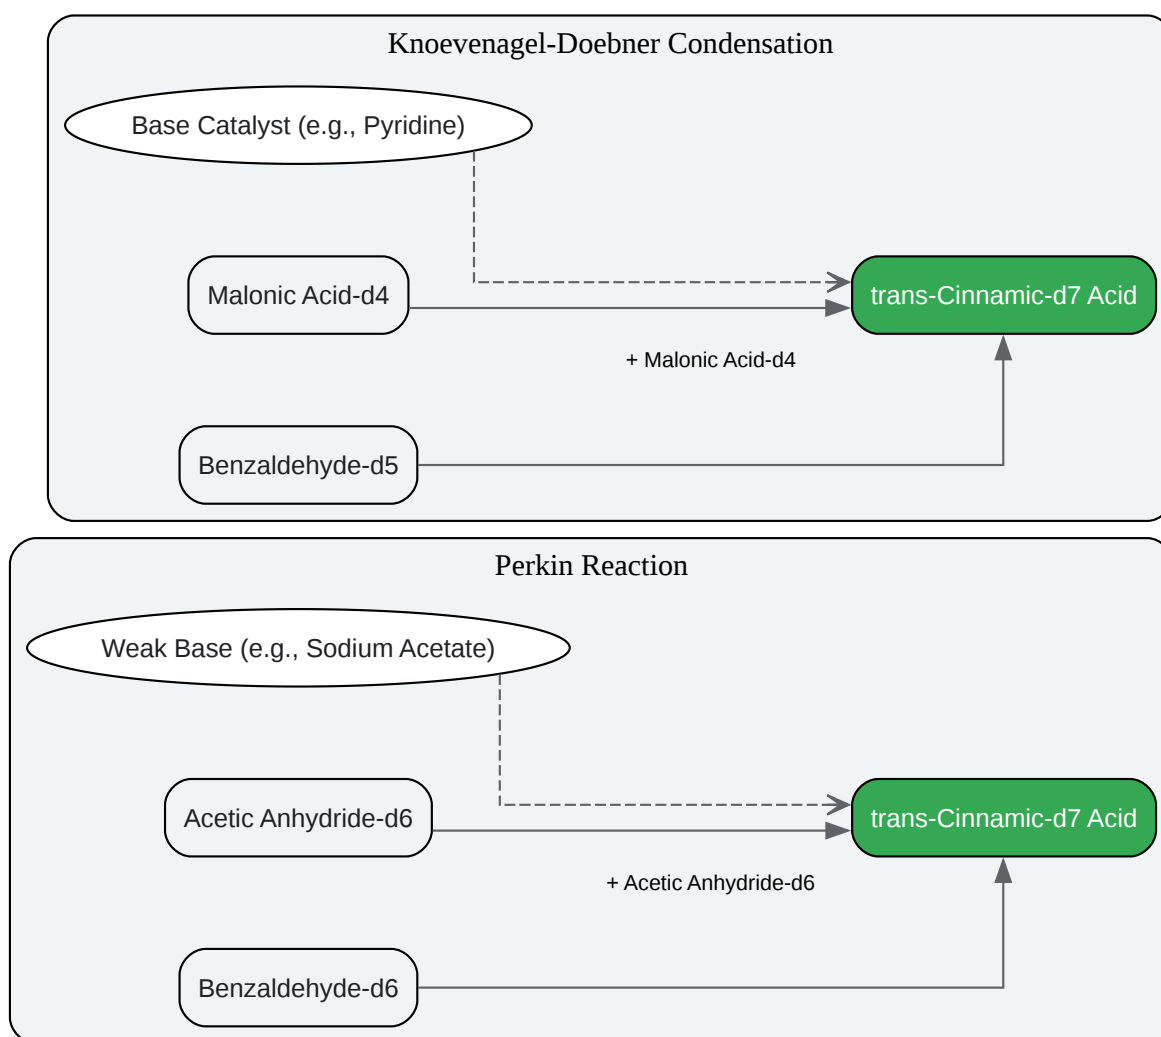 Knoevenagel-Doebner Condensation
Base Catalyst (e.g., Pyridine)
Malonic Acid-d4
trans-Cinnamic-d7 Acid
+ Malonic Acid-d4
Benzaldehyde-d5
Perkin Reaction
Weak Base (e.g., Sodium Acetate)
Acetic Anhydride-d6
trans-Cinnamic-d7 Acid
+ Acetic Anhydride-d6
Benzaldehyde-d6